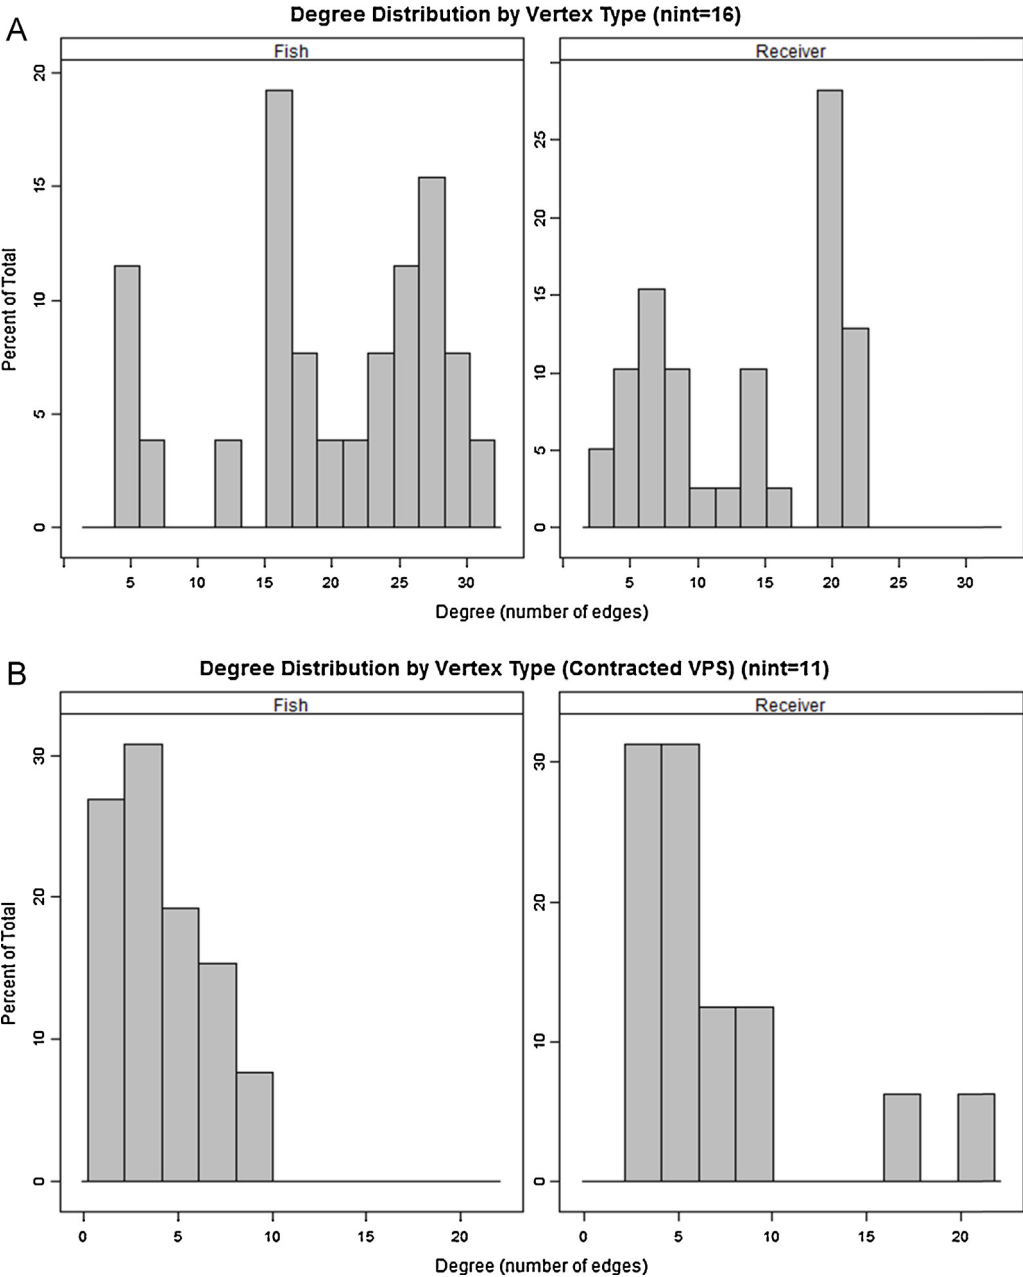 A
Degree Distribution by Vertex Type (nint=16)
Fish
Receiver
Percent of Total
20
15
10
5
0
25
20
15
10
5
0
5 10 15 20 25 30
5 10 15 20 25 30
Degree (number of edges)
B
Degree Distribution by Vertex Type (Contracted VPS) (nint=11)
Fish
Receiver
Percent of Total
30
20
10
0
30
20
10
0
0 5 10 15 20
0 5 10 15 20
Degree (number of edges)